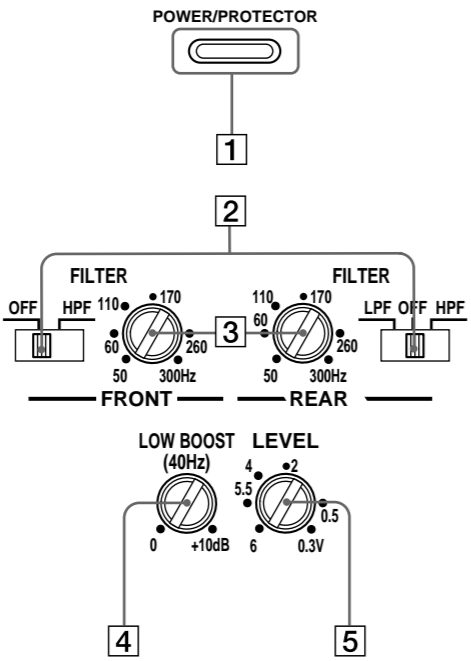 POWER/PROTECTOR
1
2
FILTER FILTER
OFF HPF 110 170 110 170 LPF OFF HPF
60 260 3 60 260
50 300Hz 50 300Hz
FRONT REAR
LOW BOOST LEVEL
(40Hz) 4 2
5.5 0.5
0 +10dB 6 0.3V
4 5